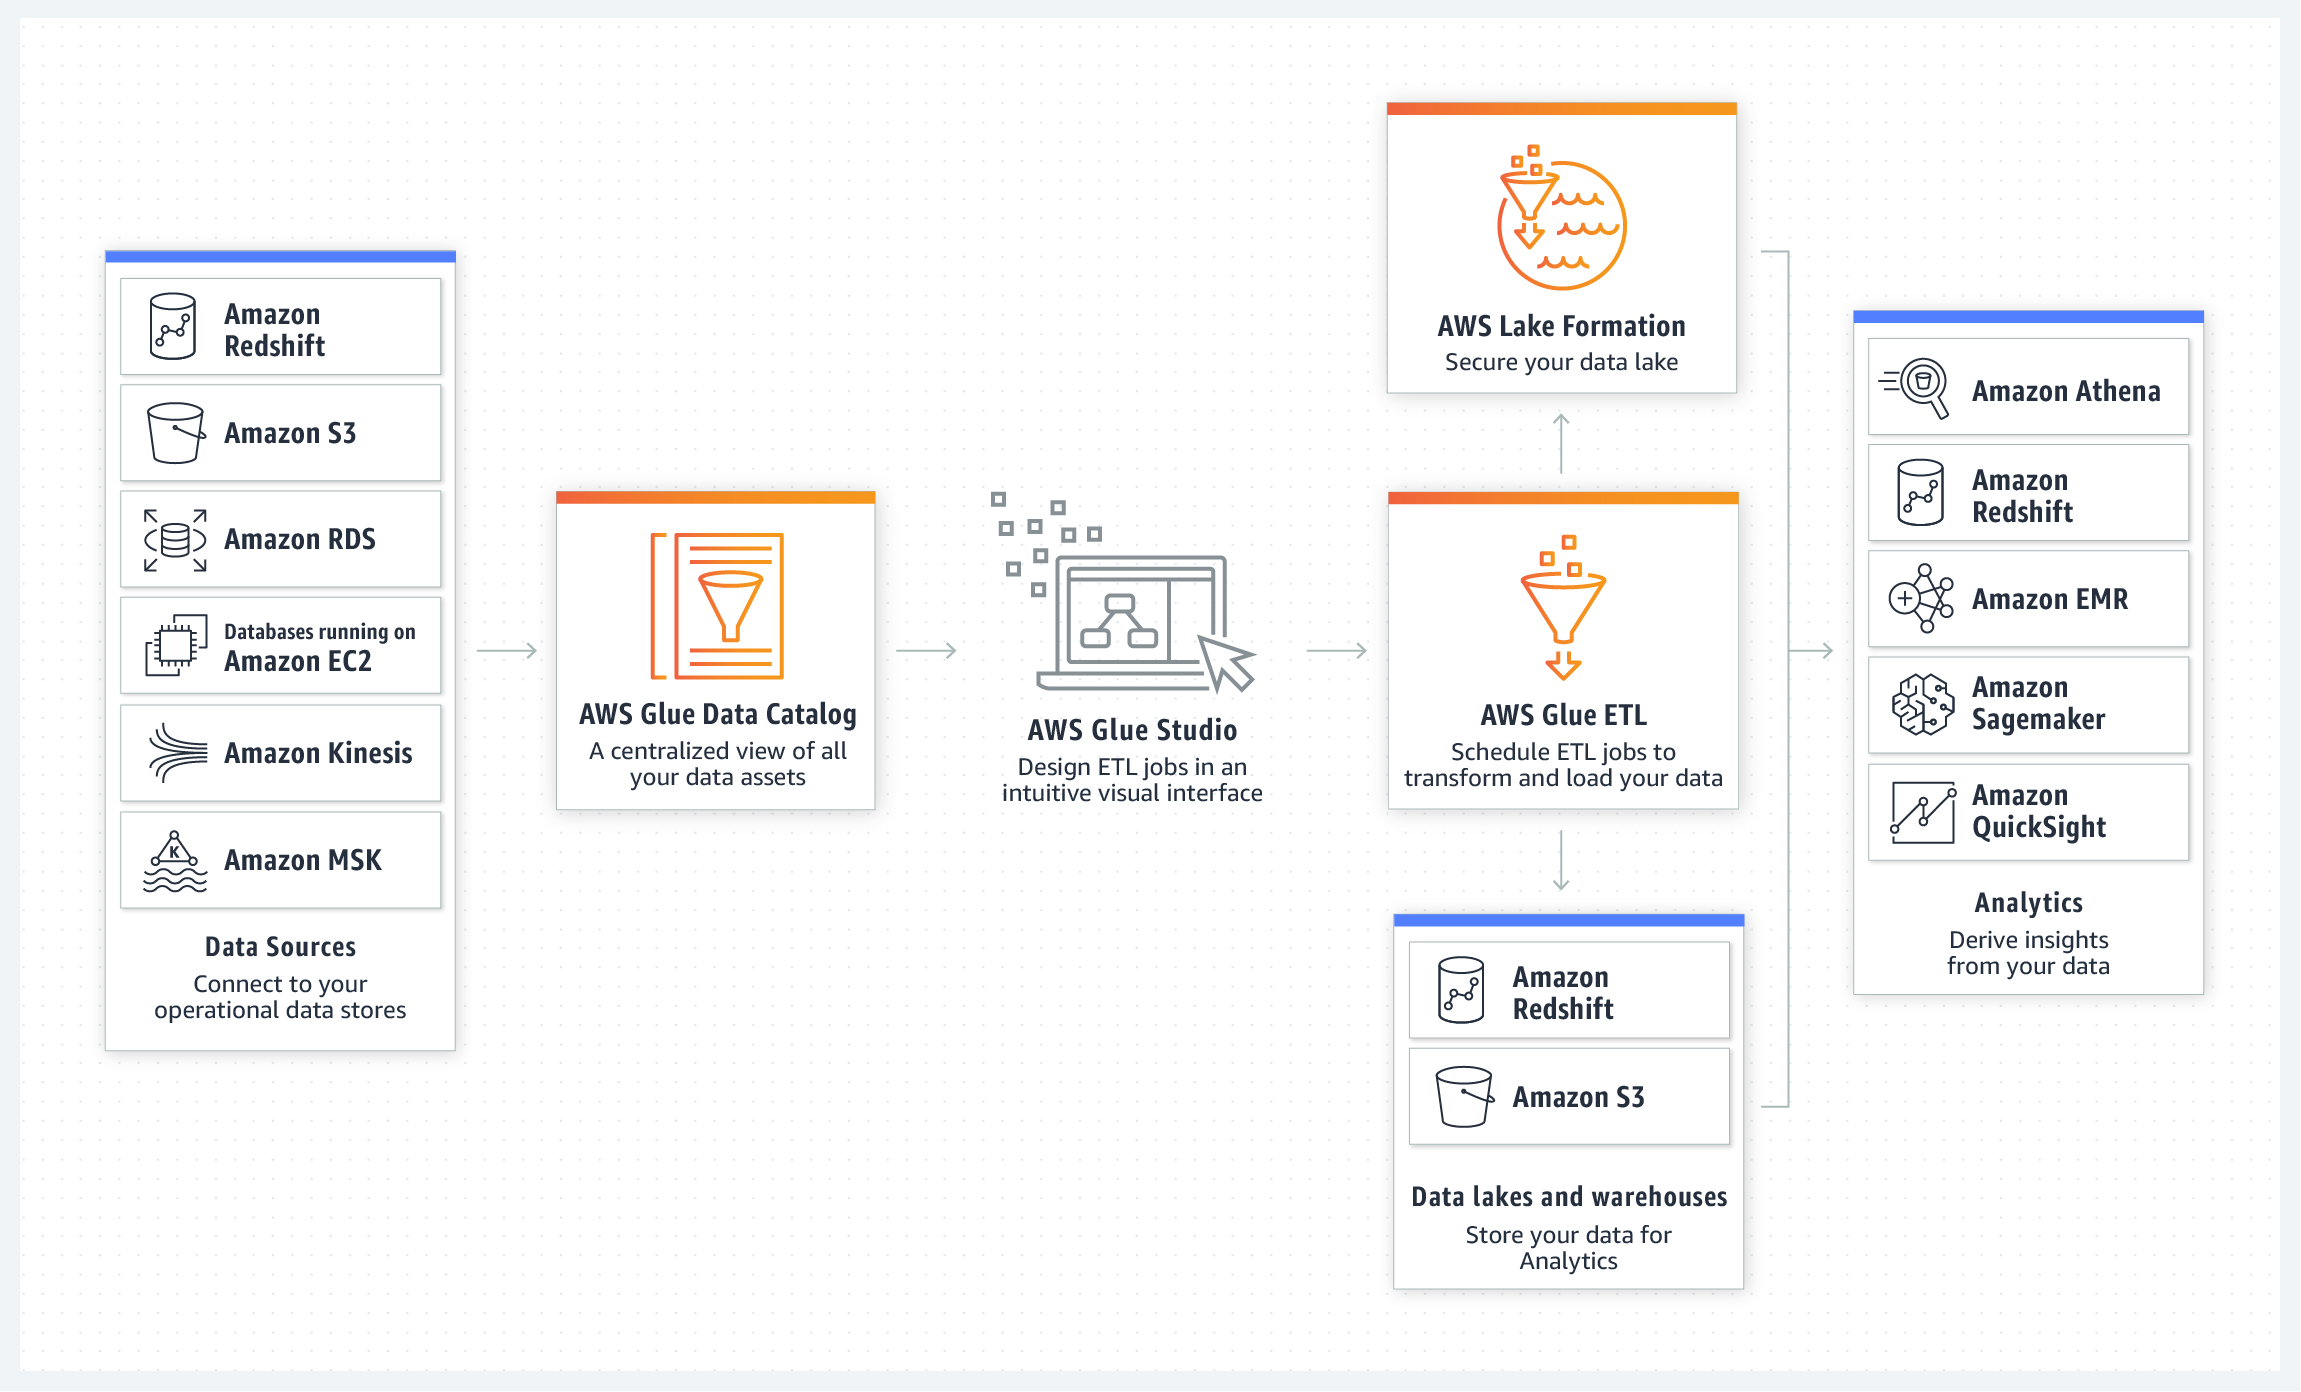 Amazon
Redshift
Amazon S3
Amazon RDS
Databases running on
Amazon EC2
Amazon Kinesis
K
Amazon MSK
Data Sources
Connect to your
operational data stores
AWS Glue Data Catalog
A centralized view of all
your data assets
AWS Glue Studio
Design ETL jobs in an
intuitive visual interface
AWS Lake Formation
Secure your data lake
AWS Glue ETL
Schedule ETL jobs to
transform and load your data
Amazon
Redshift
Amazon S3
Data lakes and warehouses
Store your data for
Analytics
Amazon Athena
Amazon
Redshift
Amazon EMR
Amazon
Sagemaker
Amazon
QuickSight
Analytics
Derive insights
from your data